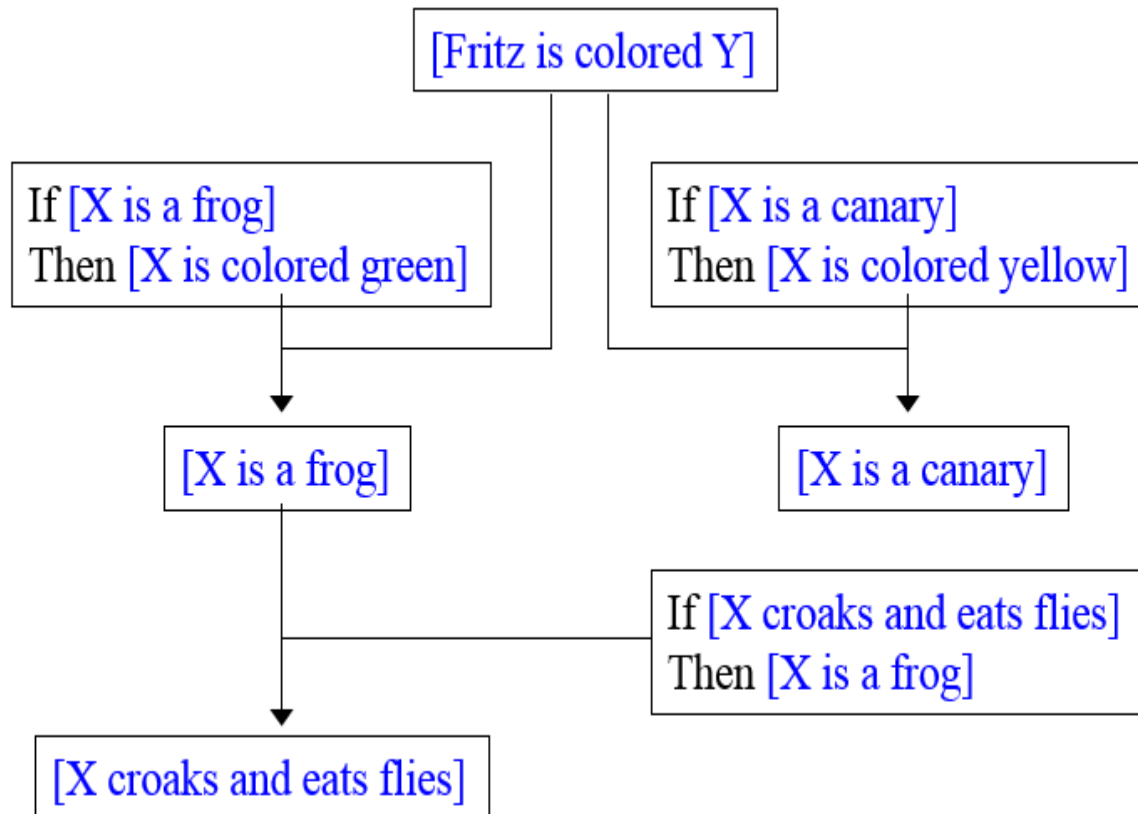 [Fritz is colored Y]
If [X is a frog]
Then [X is colored green]
If [X is a canary]
Then [X is colored yellow]
[X is a frog]
[X is a canary]
If [X croaks and eats flies]
Then [X is a frog]
[X croaks and eats flies]